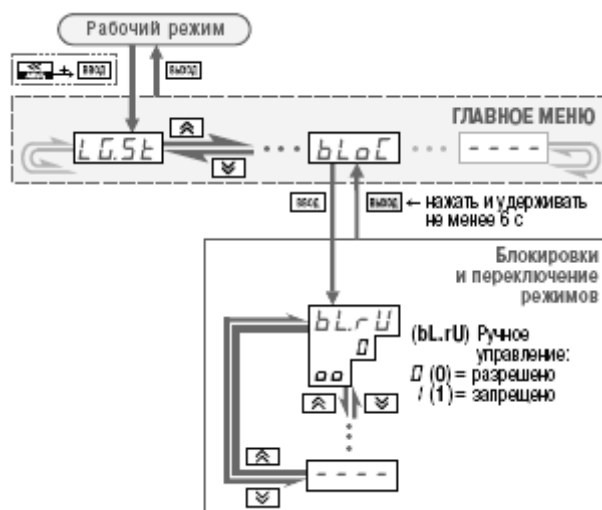 Рабочий режим
ВВОД
ВЫХОД
ГЛАВНОЕ МЕНЮ
LG.St
bLoC
- - - -
ВВОД
ВЫХОД ← нажать и удерживать
не менее 6 с
Блокировки
и переключение
режимов
bL.rU
0
oo
(bL.rU) Ручное
управление:
0 (0) = разрешено
1 (1) = запрещено
- - - -